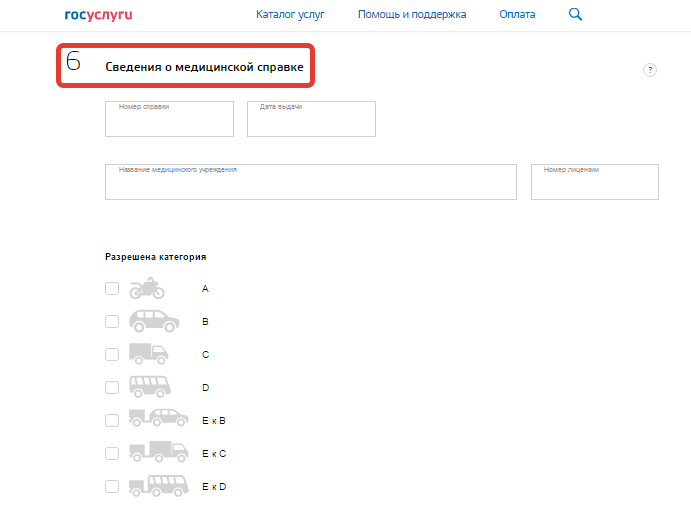 госуслуги Каталог услуг Помощь и поддержка Оплата
6 Сведения о медицинской справке ?
Номер справки Дата выдачи
Название медицинского учреждения Номер лицензии
Разрешена категория
A
B
C
D
Е к В
Е к С
Е к D